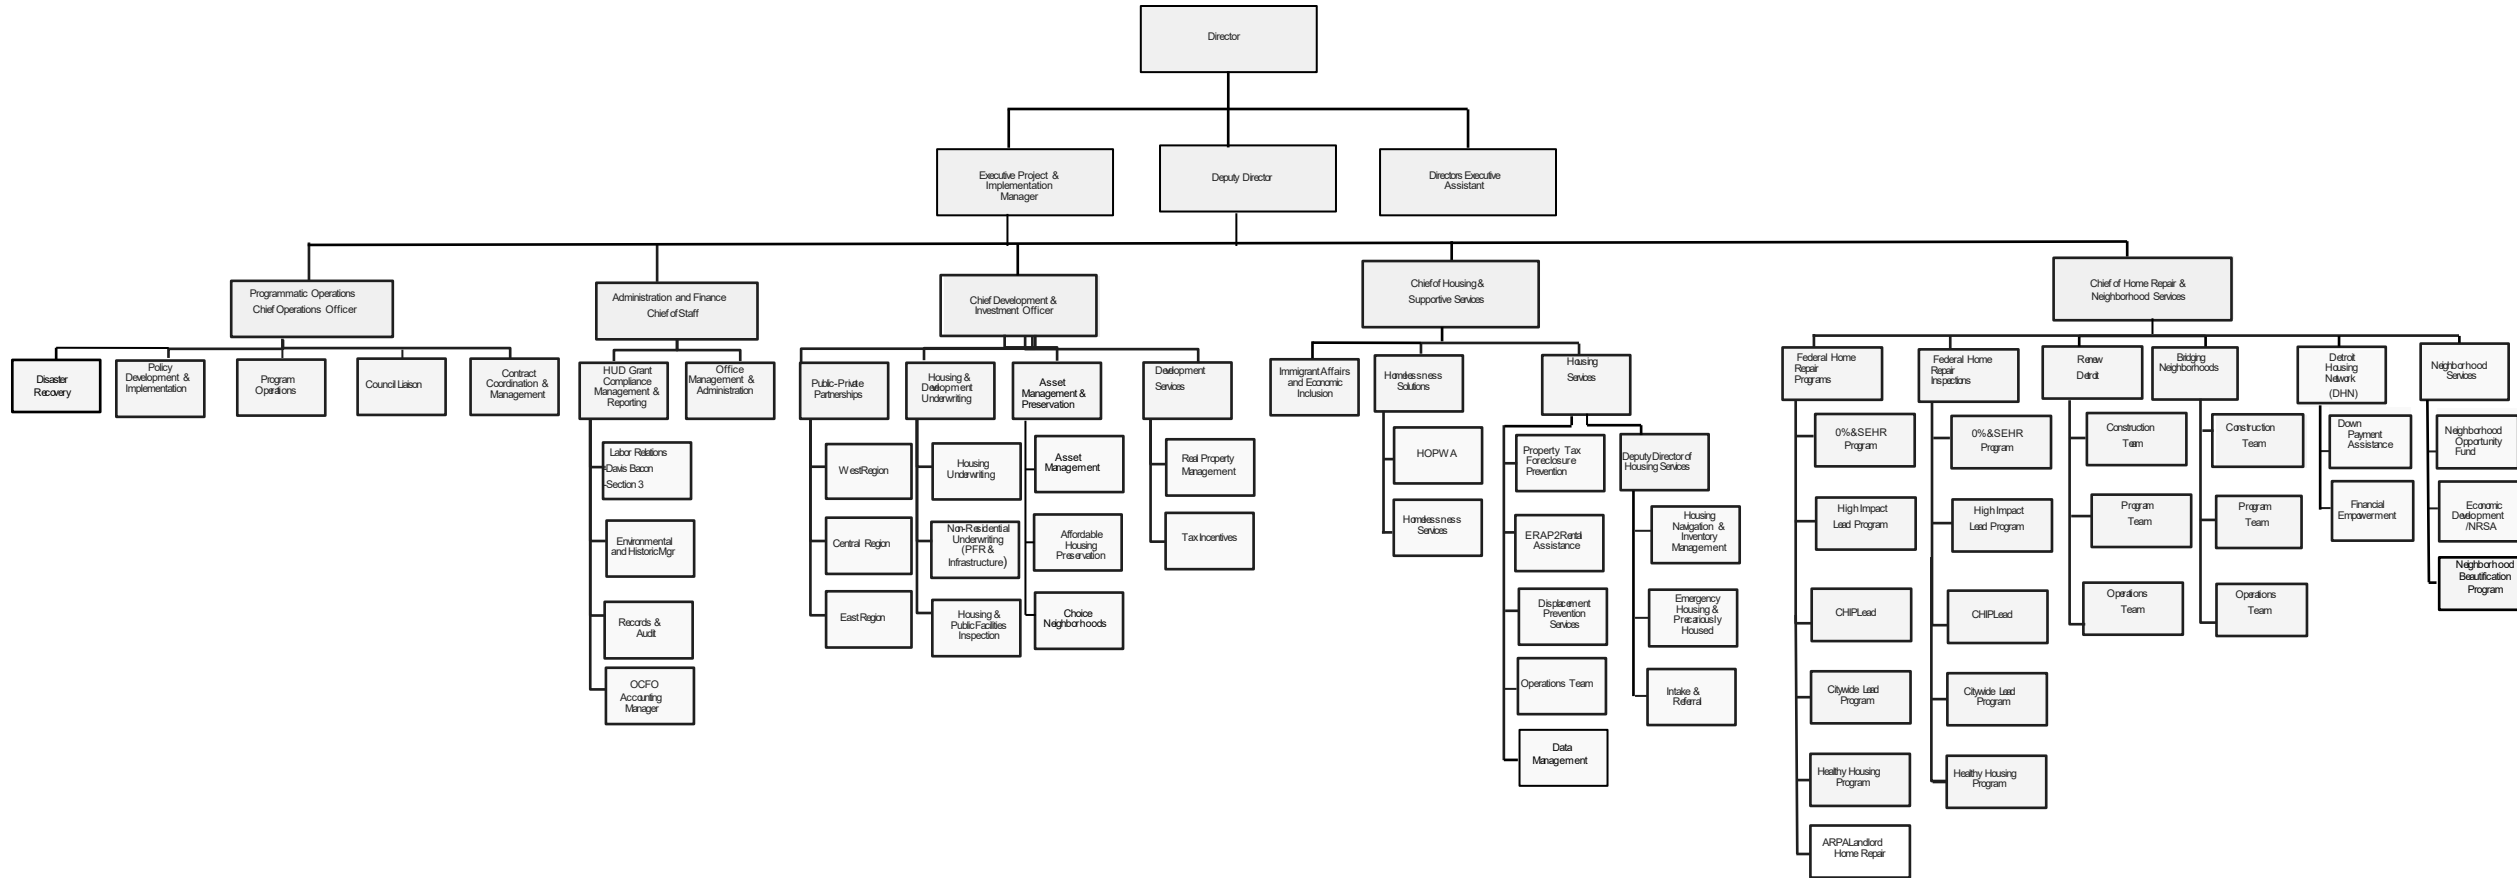 Director
Executive Project &
Implementation
Manager
Deputy Director
Directors Executive
Assistant
Programmatic Operations
Chief Operations Officer
Administration and Finance
Chief of Staff
Chief Development &
Investment Officer
Chief of Housing &
Supportive Services
Chief of Home Repair &
Neighborhood Services
Disaster
Recovery
Policy
Development &
Implementation
Program
Operations
Council Liaison
Contract
Coordination &
Management
HUD Grant
Compliance
Management &
Reporting
Office
Management &
Administration
Public-Private
Partnerships
Housing &
Development
Underwriting
Asset
Management &
Preservation
Development
Services
Immigrant Affairs
and Economic
Inclusion
Homelessness
Solutions
Housing
Services
Federal Home
Repair
Programs
Federal Home
Repair
Inspections
Renew
Detroit
Bridging
Neighborhoods
Detroit
Housing
Network
(DHN)
Neighborhood
Services
Labor Relations
-Davis Bacon
-Section 3
Environmental
and Historic Mgr
Records &
Audit
OCFO
Accounting
Manager
West Region
Central Region
East Region
Housing
Underwriting
Non-Residential
Underwriting
(PFR &
Infrastructure)
Housing &
Public Facilities
Inspection
Asset
Management
Affordable
Housing
Preservation
Choice
Neighborhoods
Real Property
Management
Tax Incentives
HOPWA
Homelessness
Services
Property Tax
Foreclosure
Prevention
ERAP2 Rental
Assistance
Displacement
Prevention
Services
Operations Team
Data
Management
Deputy Director of
Housing Services
Housing
Navigation &
Inventory
Management
Emergency
Housing &
Precariously
Housed
Intake &
Referral
0% & SEHR
Program
High Impact
Lead Program
CHIP Lead
Citywide Lead
Program
Healthy Housing
Program
ARPA Landlord
Home Repair
0% & SEHR
Program
High Impact
Lead Program
CHIP Lead
Citywide Lead
Program
Healthy Housing
Program
Construction
Team
Program
Team
Operations
Team
Construction
Team
Program
Team
Operations
Team
Down
Payment
Assistance
Financial
Empowerment
Neighborhood
Opportunity
Fund
Economic
Development
/NRSA
Neighborhood
Beautification
Program